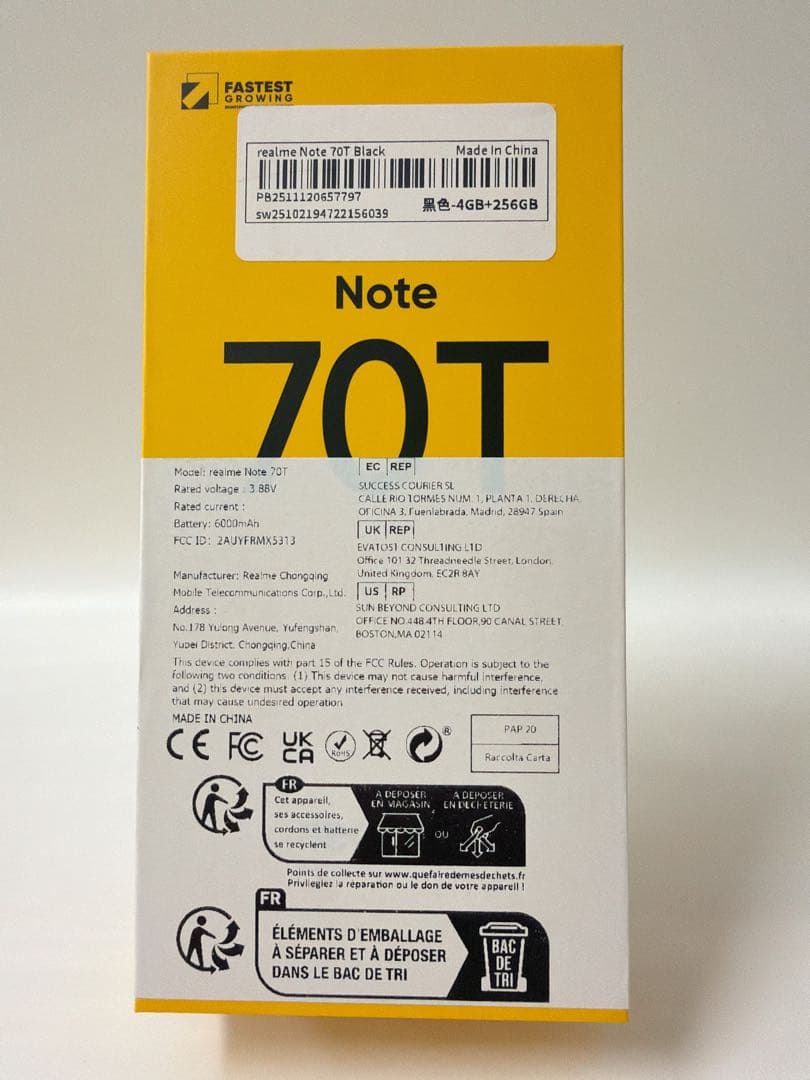 FASTEST
GROWING
realme Note 70T Black
Made In China
PB2511120657797
黑色-4GB+256GB
sw25102194722156039
Note
70T
Model: realme Note 70T
Rated voltage : 3.88V
Rated current :
Battery: 6000mAh
FCC ID: 2AUYFRMX5313
Manufacturer: Realme Chongqing
Mobile Telecommunications Corp.,Ltd.
Address :
No.178 Yulong Avenue, Yufengshan,
Yubei District, Chongqing,China
EC REP
SUCCESS COURIER SL
CALLE RIO TORMES NUM. 1, PLANTA 1, DERECHA,
OFICINA 3, Fuenlabrada, Madrid, 28947 Spain
UK REP
EVATOST CONSULTING LTD
Office 101 32 Threadneedle Street, London,
United Kingdom, EC2R 8AY
US RP
SUN BEYOND CONSULTING LTD
OFFICE NO.448.4TH FLOOR,90 CANAL STREET,
BOSTON,MA 02114
This device complies with part 15 of the FCC Rules. Operation is subject to the
following two conditions: (1) This device may not cause harmful interference,
and (2) this device must accept any interference received, including interference
that may cause undesired operation
MADE IN CHINA
CE FC UK CA RoHS ®
PAP 20
Raccolta Carta
FR
Cet appareil,
ses accessoires,
cordons et batterie
se recyclent
À DÉPOSER
EN MAGASIN
OU
À DÉPOSER
EN DÉCHÈTERIE
Points de collecte sur www.quefairedemesdechets.fr
Privilégiez la réparation ou le don de votre appareil !
FR
ÉLÉMENTS D'EMBALLAGE
À SÉPARER ET À DÉPOSER
DANS LE BAC DE TRI
BAC
DE
TRI